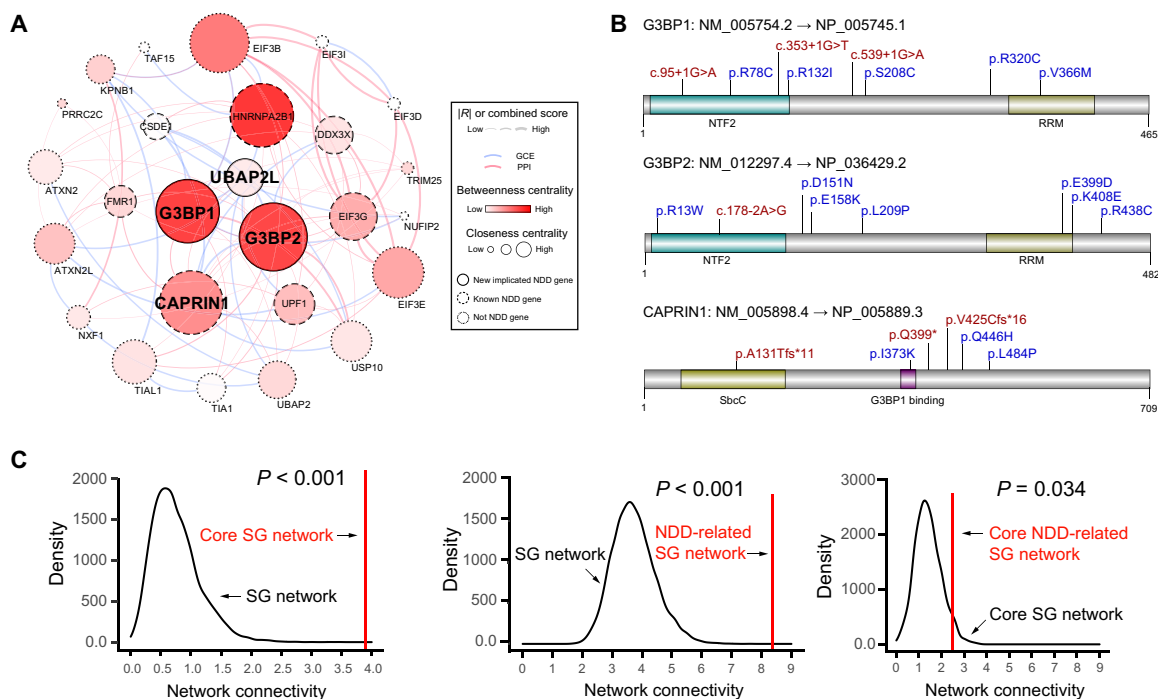 A
EIF3B
EIF3I
TAF15
KPNB1
PRRC2C
HNRNPA2B1
EIF3D
CSDE
DDX3X
ATXN2
UBAP2L
TRIM25
FMR1
G3BP1
EIF3G
NUFIP2
G3BP2
ATXN2L
EIF3E
CAPRIN1
UPF1
NXF1
USP10
TIAL1
TIA1
UBAP2
|R| or combined score
Low High
GCE
PPI
Betweenness centrality
Low High
Closeness centrality
Low High
New implicated NDD gene
Known NDD gene
Not NDD gene
B
G3BP1: NM_005754.2 → NP_005745.1
c.353+1G>T
c.539+1G>A
c.95+1G>A
p.R78C
p.R132I
p.S208C
p.R320C
p.V366M
1
NTF2
RRM
465
G3BP2: NM_012297.4 → NP_036429.2
p.D151N
p.E399D
p.E158K
p.K408E
p.R13W
c.178-2A>G
p.L209P
p.R438C
1
NTF2
RRM
482
CAPRIN1: NM_005898.4 → NP_005889.3
p.V425Cfs*16
p.Q399*
p.Q446H
p.A131Tfs*11
p.I373K
p.L484P
1
SbcC
G3BP1 binding
709
C
P < 0.001
Core SG network
SG network
Density
2000
1500
1000
500
0.0
0.0 0.5 1.0 1.5 2.0 2.5 3.0 3.5 4.0
Network connectivity
P < 0.001
NDD-related
SG network
SG network
Density
2000
1500
1000
500
0.0
0 1 2 3 4 5 6 7 8 9
Network connectivity
P = 0.034
Core NDD-related
SG network
Core SG network
Density
3000
2000
1000
0.0
0 1 2 3 4 5 6 7 8 9
Network connectivity